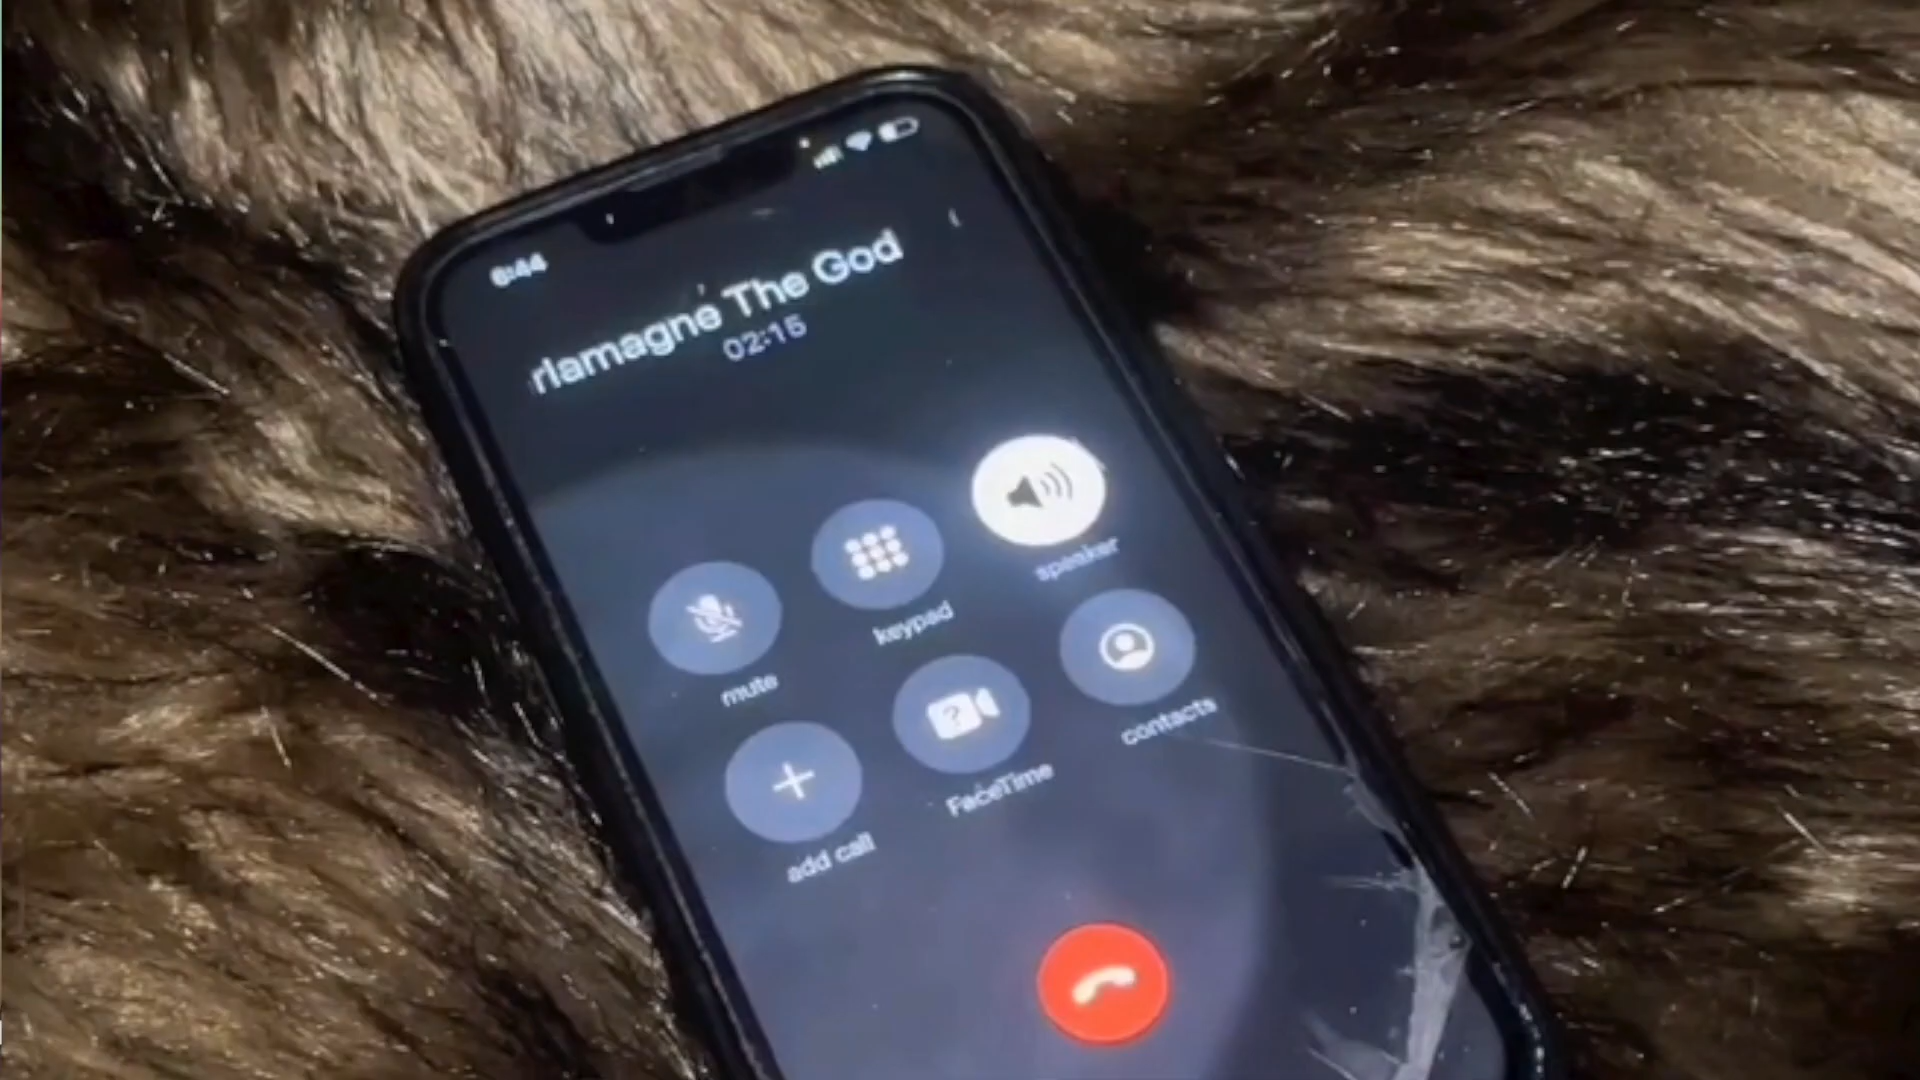 6:44
rlamagne The God
02:15
speaker
keypad
mute
contacts
FaceTime
add call